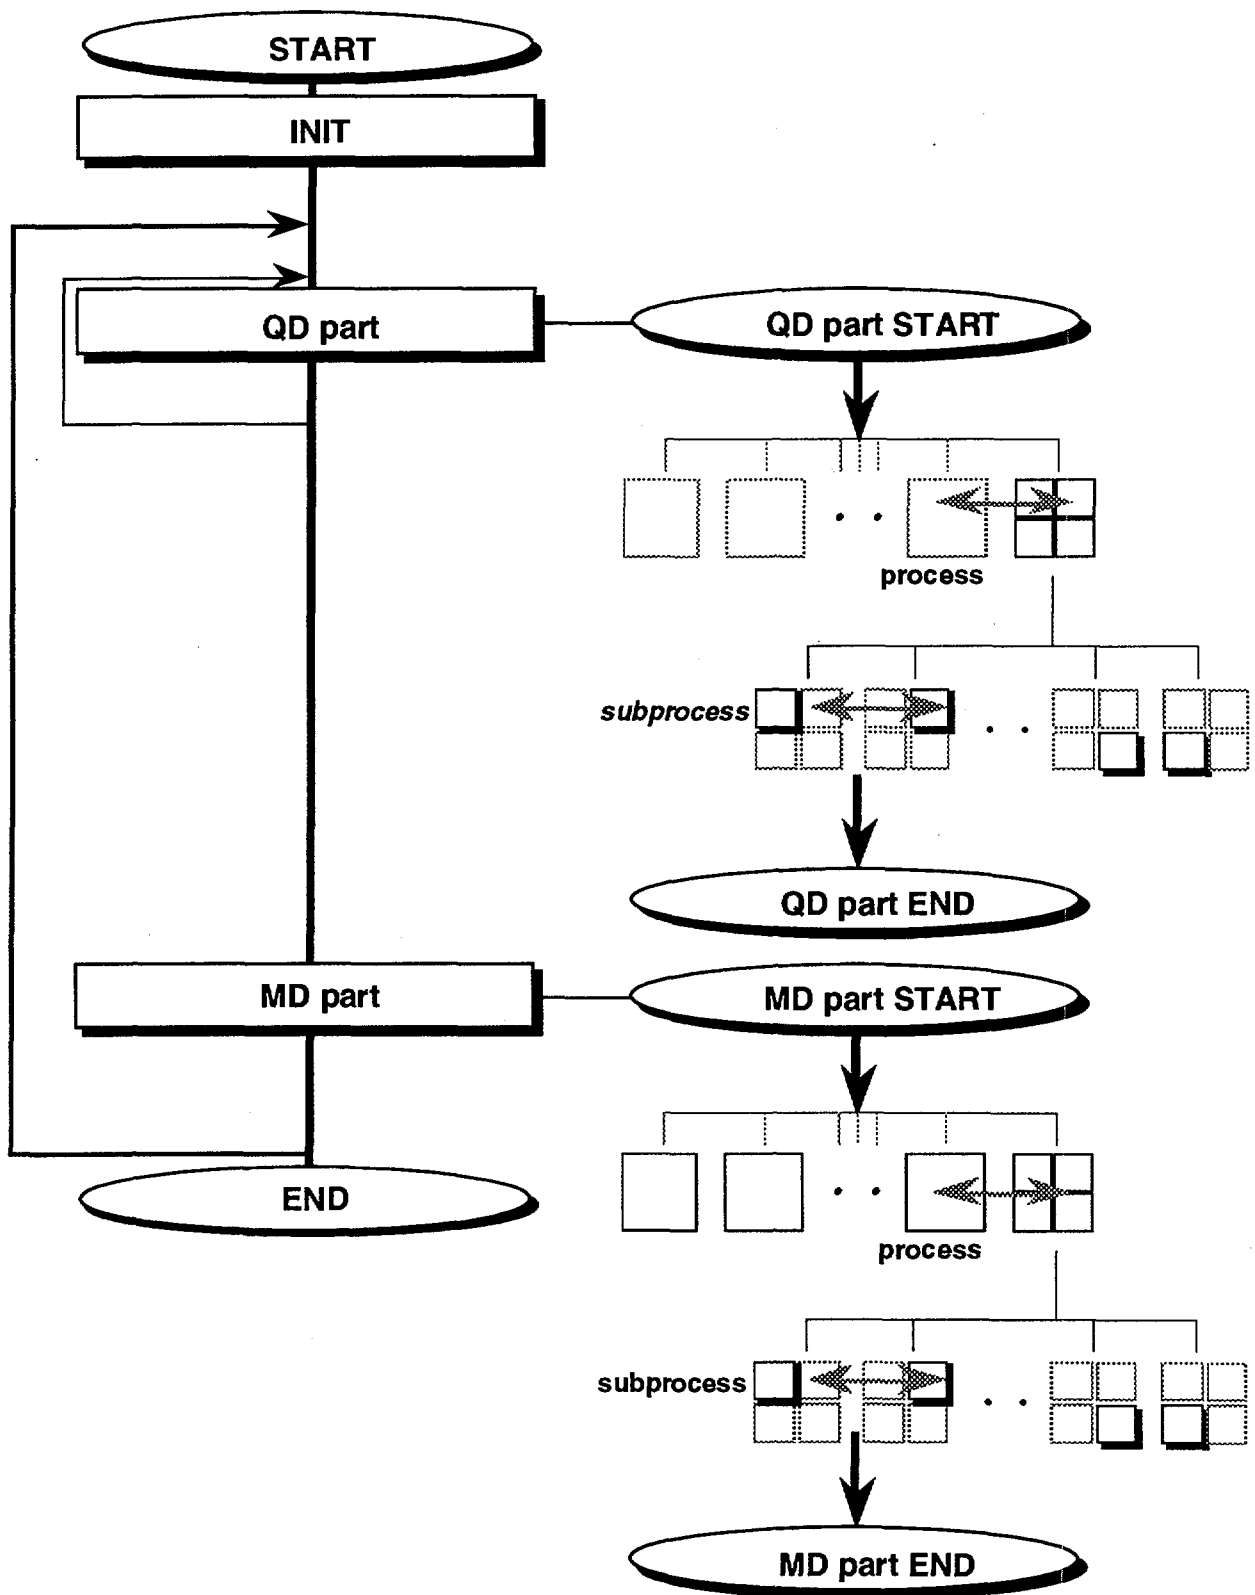 START
INIT
QD part
QD part START
process
subprocess
QD part END
MD part
MD part START
END
process
subprocess
MD part END